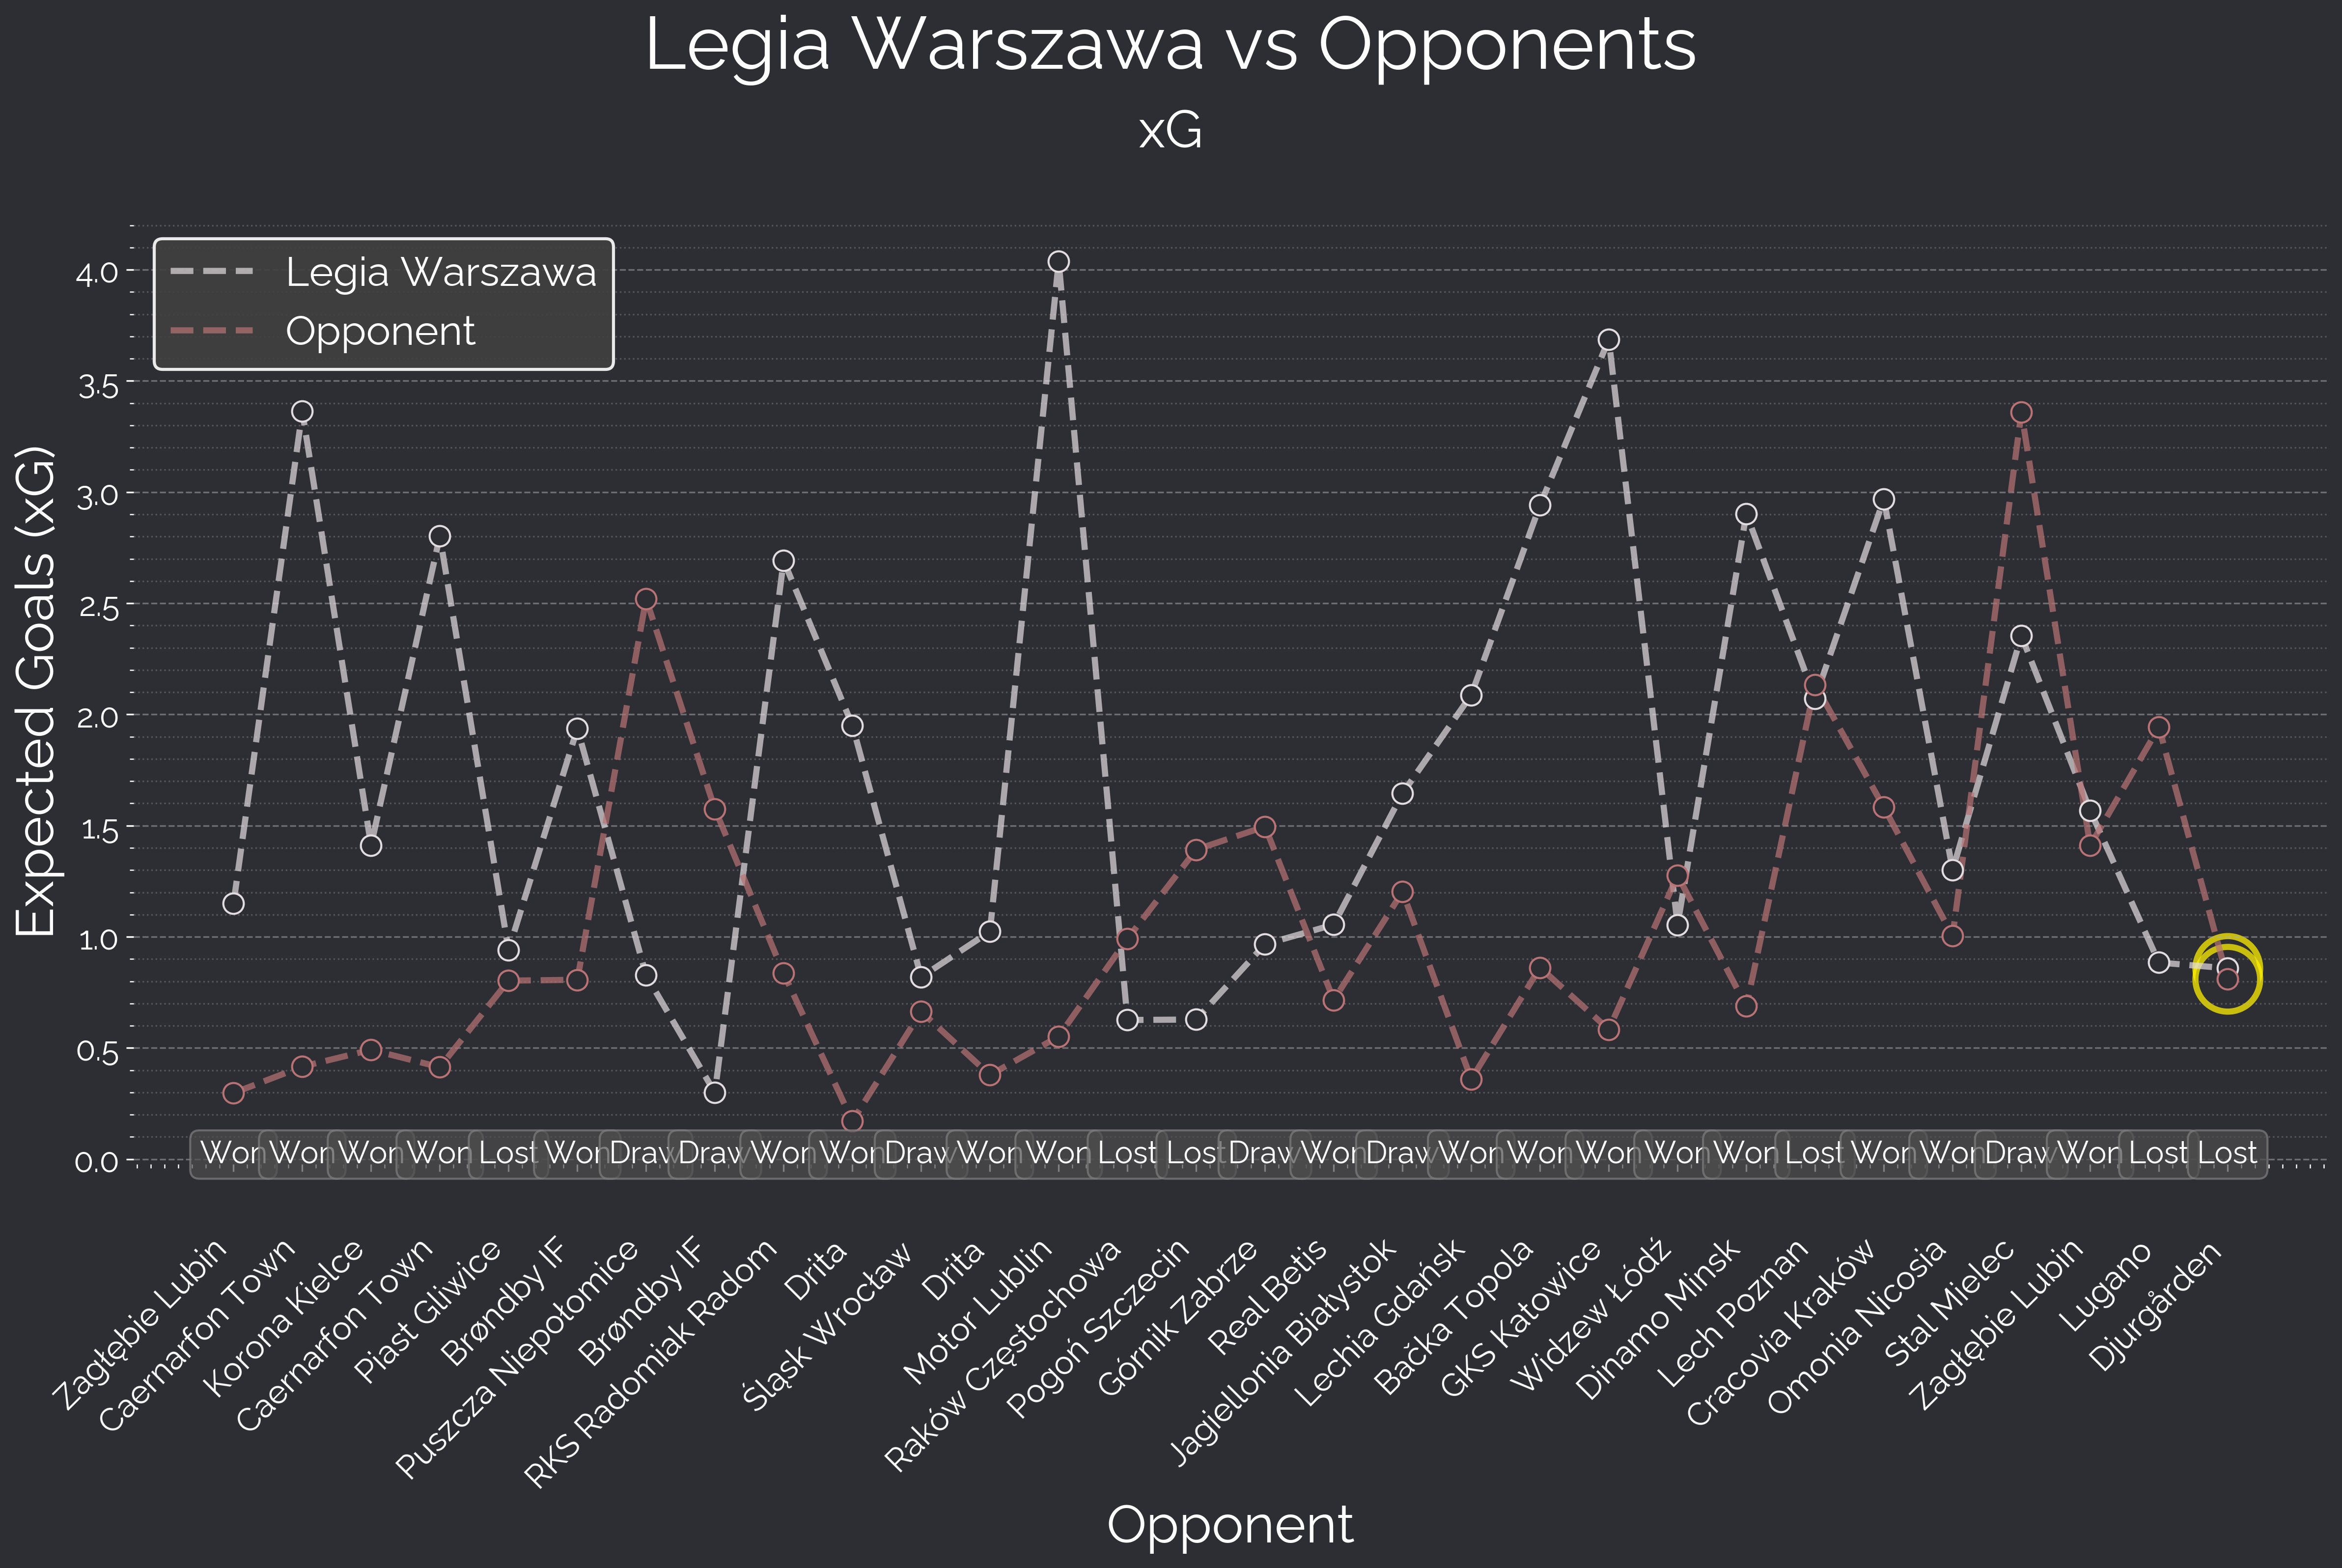 Legia Warszawa vs Opponents
xG
Legia Warszawa
Opponent
Expected Goals (xG)
4.0
3.5
3.0
2.5
2.0
1.5
1.0
0.5
0.0
Won Won Won Won Lost Won Draw Draw Won Won Draw Won Won Lost Lost Draw Won Draw Won Won Won Won Won Lost Won Won Draw Won Lost Lost
Zagłębie Lubin
Caernarfon Town
Korona Kielce
Caernarfon Town
Piast Gliwice
Brøndby IF
Puszcza Niepołomice
Brøndby IF
RKS Radomiak Radom
Drita
Śląsk Wrocław
Drita
Motor Lublin
Raków Częstochowa
Pogoń Szczecin
Górnik Zabrze
Real Betis
Jagiellonia Białystok
Lechia Gdańsk
Bačka Topola
GKS Katowice
Widzew Łódź
Dinamo Minsk
Lech Poznan
Cracovia Kraków
Omonia Nicosia
Stal Mielec
Zagłębie Lubin
Lugano
Djurgården
Opponent